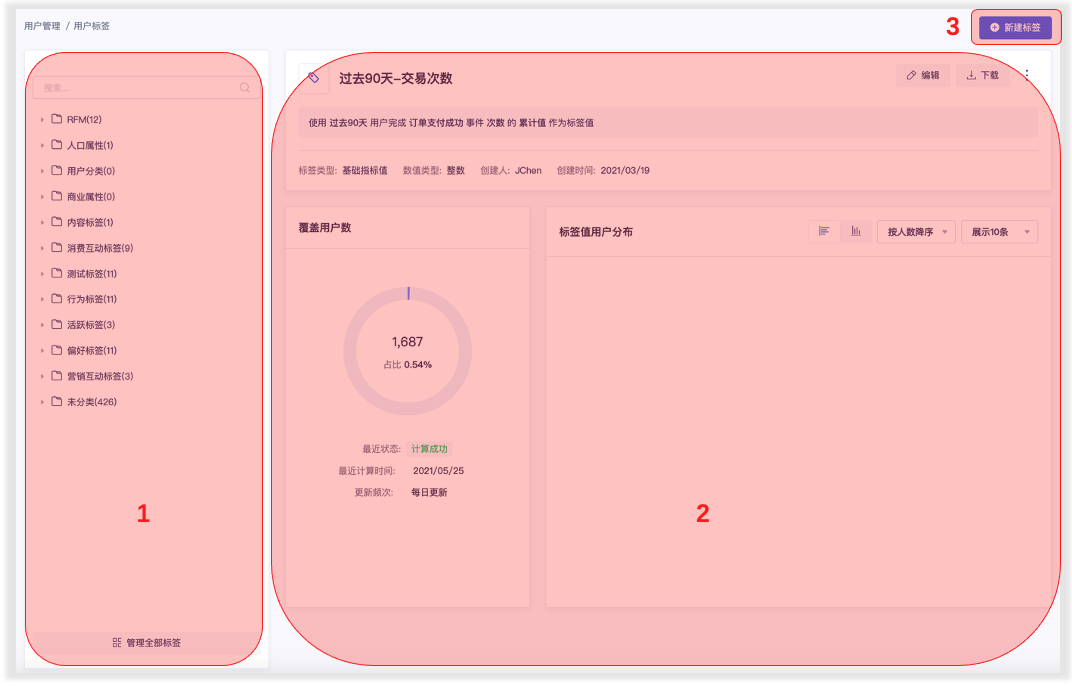 用户管理 / 用户标签
3
新建标签
搜索...
RFM(12)
人口属性(1)
用户分类(0)
商业属性(0)
内容标签(1)
消费互动标签(9)
测试标签(11)
行为标签(11)
活跃标签(3)
偏好标签(11)
营销互动标签(3)
未分类(426)
1
管理全部标签
过去90天–交易次数
编辑
下载
使用 过去90天 用户完成 订单支付成功 事件 次数 的 累计值 作为标签值
标签类型: 基础指标值 数值类型: 整数 创建人: JChen 创建时间: 2021/03/19
覆盖用户数
1,687
占比 0.54%
最近状态: 计算成功
最近计算时间: 2021/05/25
更新频次: 每日更新
标签值用户分布
按人数降序
展示10条
2